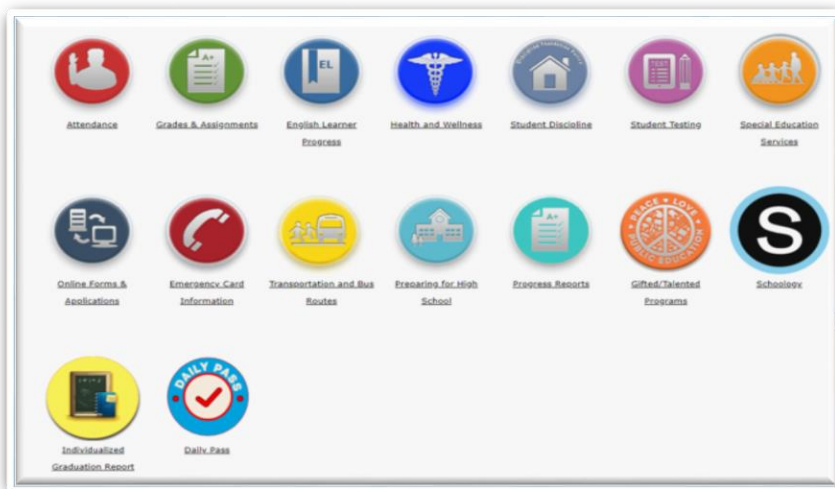 A+
EL
TEST
Attendance
Grades & Assignments
English Learner
Progress
Health and Wellness
Student Discipline
Student Testing
Special Education
Services
A+
PEACE LOVE
PUBLIC EDUCATION
S
Online Forms &
Applications
Emergency Card
Information
Transportation and Bus
Routes
Preparing for High
School
Progress Reports
Gifted/Talented
Programs
Schoology
DAILY PASS
Individualized
Graduation Report
Daily Pass